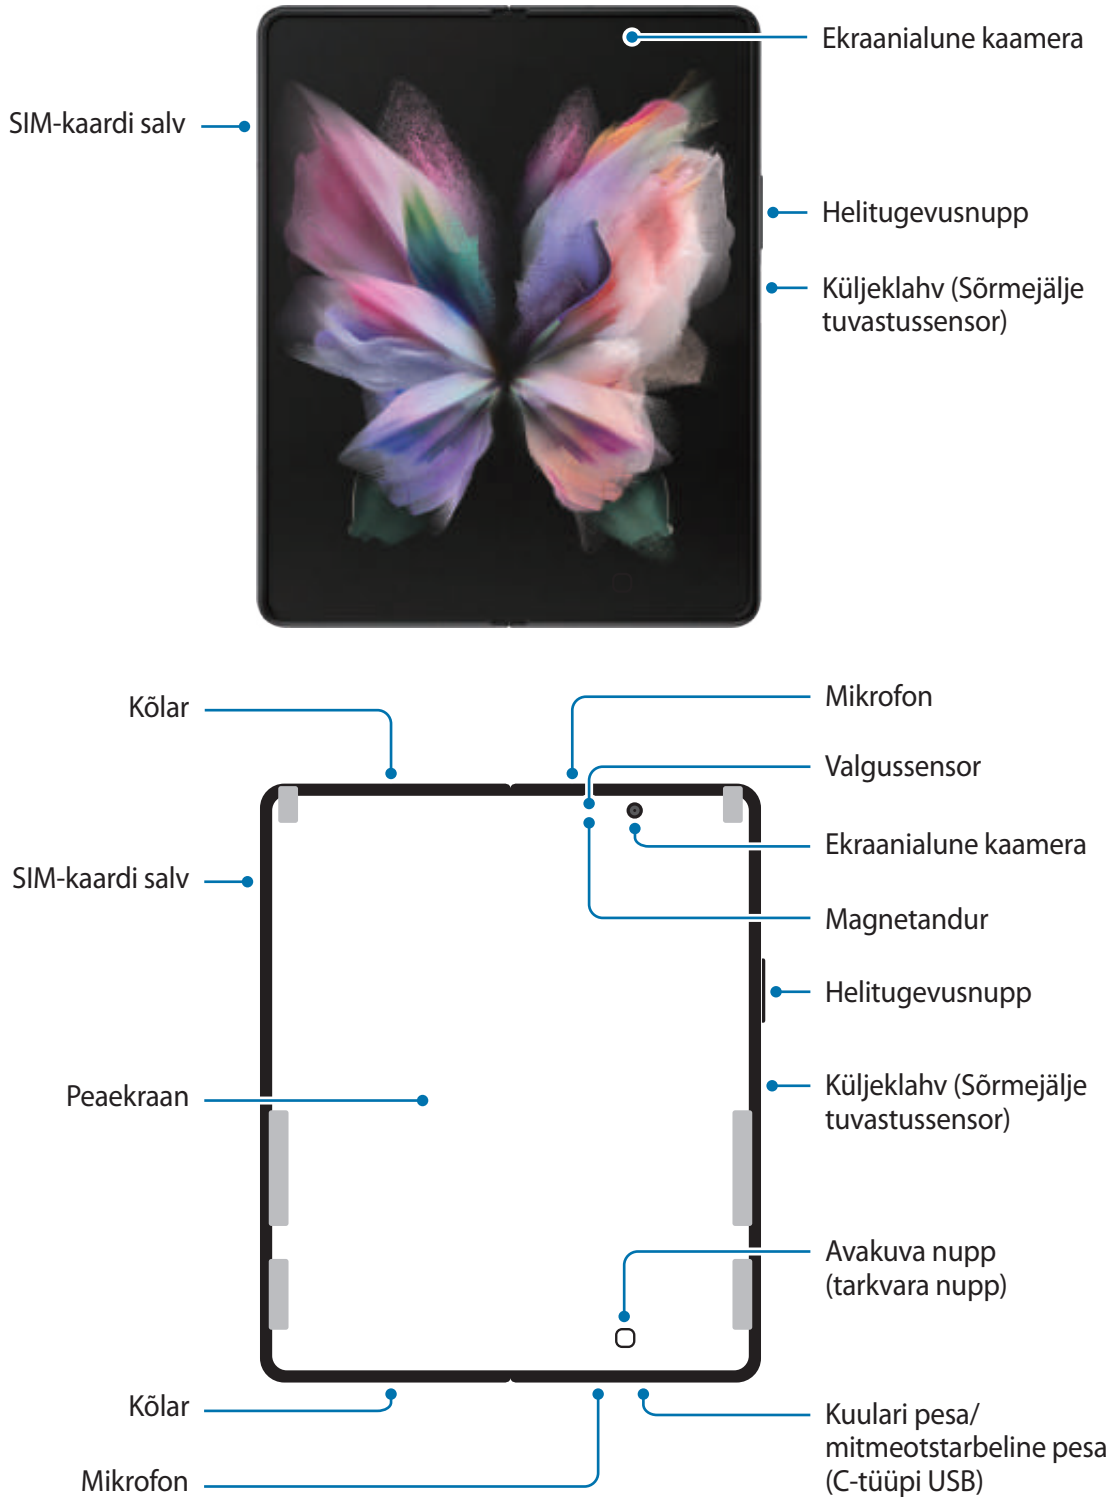 Ekraanialune kaamera
SIM-kaardi salv
Helitugevusnupp
Küljeklahv (Sõrmejälje
tuvastussensor)
Kõlar
Mikrofon
Valgussensor
Ekraanialune kaamera
SIM-kaardi salv
Magnetandur
Helitugevusnupp
Peaekraan
Küljeklahv (Sõrmejälje
tuvastussensor)
Avakuva nupp
(tarkvara nupp)
Kõlar
Mikrofon
Kuulari pesa/
mitmeotstarbeline pesa
(C-tüüpi USB)